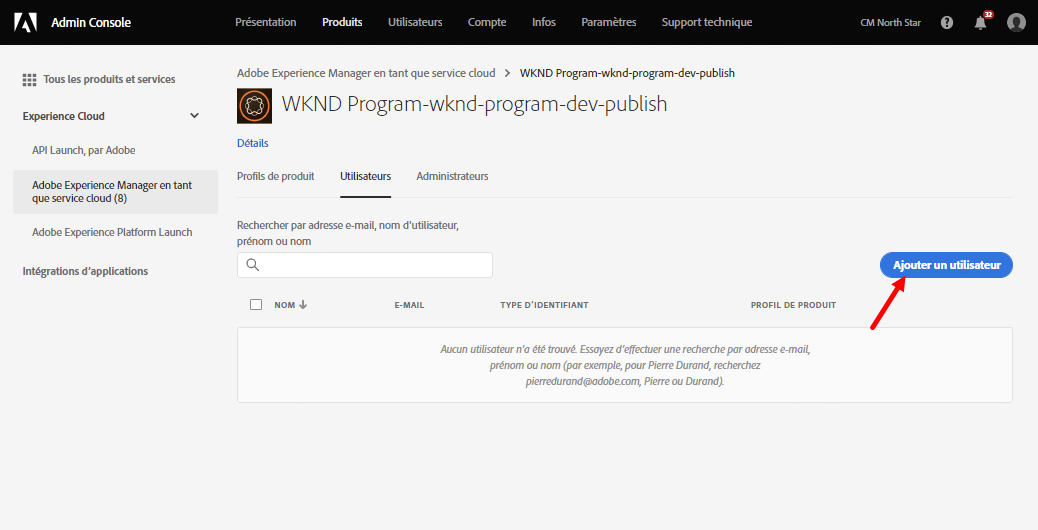 Admin Console
Présentation Produits Utilisateurs Compte Infos Paramètres Support technique CM North Star 32
Tous les produits et services
Experience Cloud
API Launch, par Adobe
Adobe Experience Manager en tant
que service cloud (8)
Adobe Experience Platform Launch
Intégrations d'applications
Adobe Experience Manager en tant que service cloud > WKND Program-wknd-program-dev-publish
WKND Program-wknd-program-dev-publish
Détails
Profils de produit Utilisateurs Administrateurs
Rechercher par adresse e-mail, nom d'utilisateur,
prénom ou nom
Ajouter un utilisateur
NOM E-MAIL TYPE D'IDENTIFIANT PROFIL DE PRODUIT
Aucun utilisateur n'a été trouvé. Essayez d'effectuer une recherche par adresse e-mail,
prénom ou nom (par exemple, pour Pierre Durand, recherchez
pierredurand@adobe.com, Pierre ou Durand).